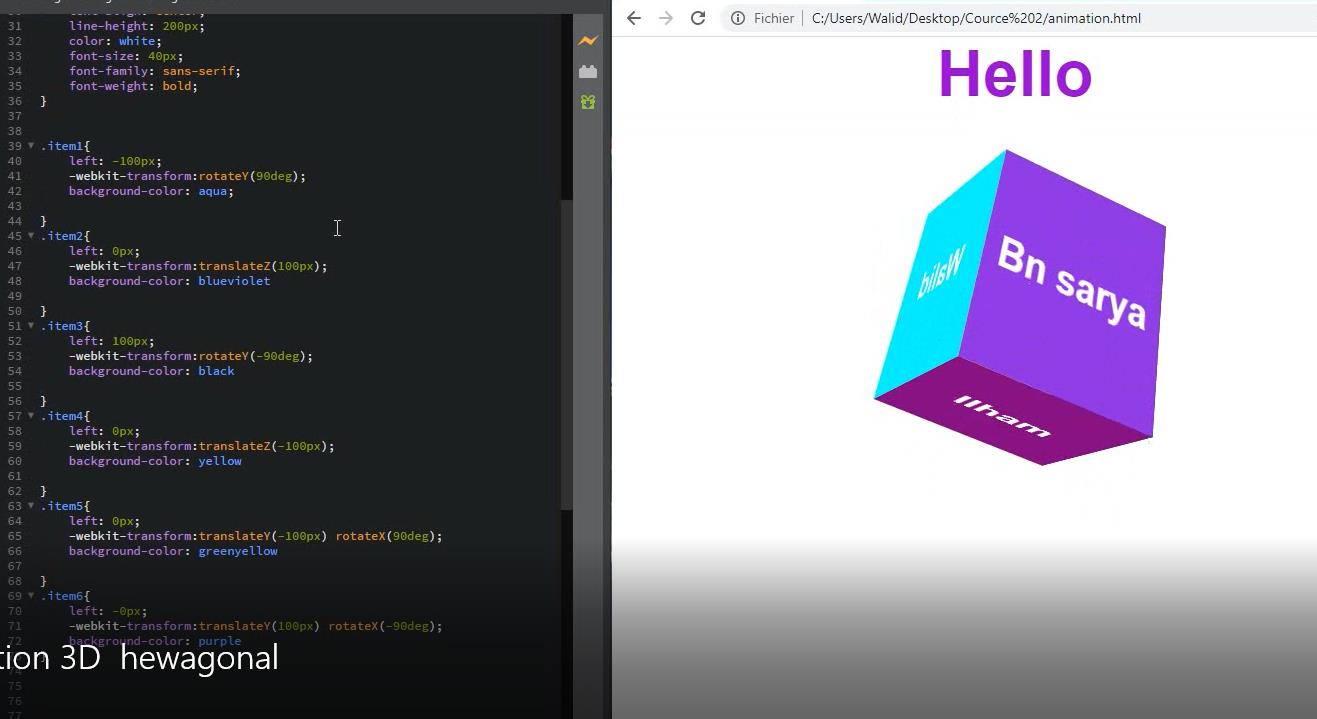 31 line-height: 200px;
32 color: white;
33 font-size: 40px;
34 font-family: sans-serif;
35 font-weight: bold;
36 }
37
38
39 .item1{
40 left: -100px;
41 -webkit-transform:rotateY(90deg);
42 background-color: aqua;
43
44 }
45 .item2{
46 left: 0px;
47 -webkit-transform:translateZ(100px);
48 background-color: blueviolet
49
50 }
51 .item3{
52 left: 100px;
53 -webkit-transform:rotateY(-90deg);
54 background-color: black
55
56 }
57 .item4{
58 left: 0px;
59 -webkit-transform:translateZ(-100px);
60 background-color: yellow
61
62 }
63 .item5{
64 left: 0px;
65 -webkit-transform:translateY(-100px) rotateX(90deg);
66 background-color: greenyellow
67
68 }
69 .item6{
70 left: -0px;
71 -webkit-transform:translateY(100px) rotateX(-90deg);
72 background-color: purple
tion 3D hewagonal
75
76
77
Fichier C:/Users/Walid/Desktop/Cource%202/animation.html
Hello
Walid
Bn sarya
Ilham